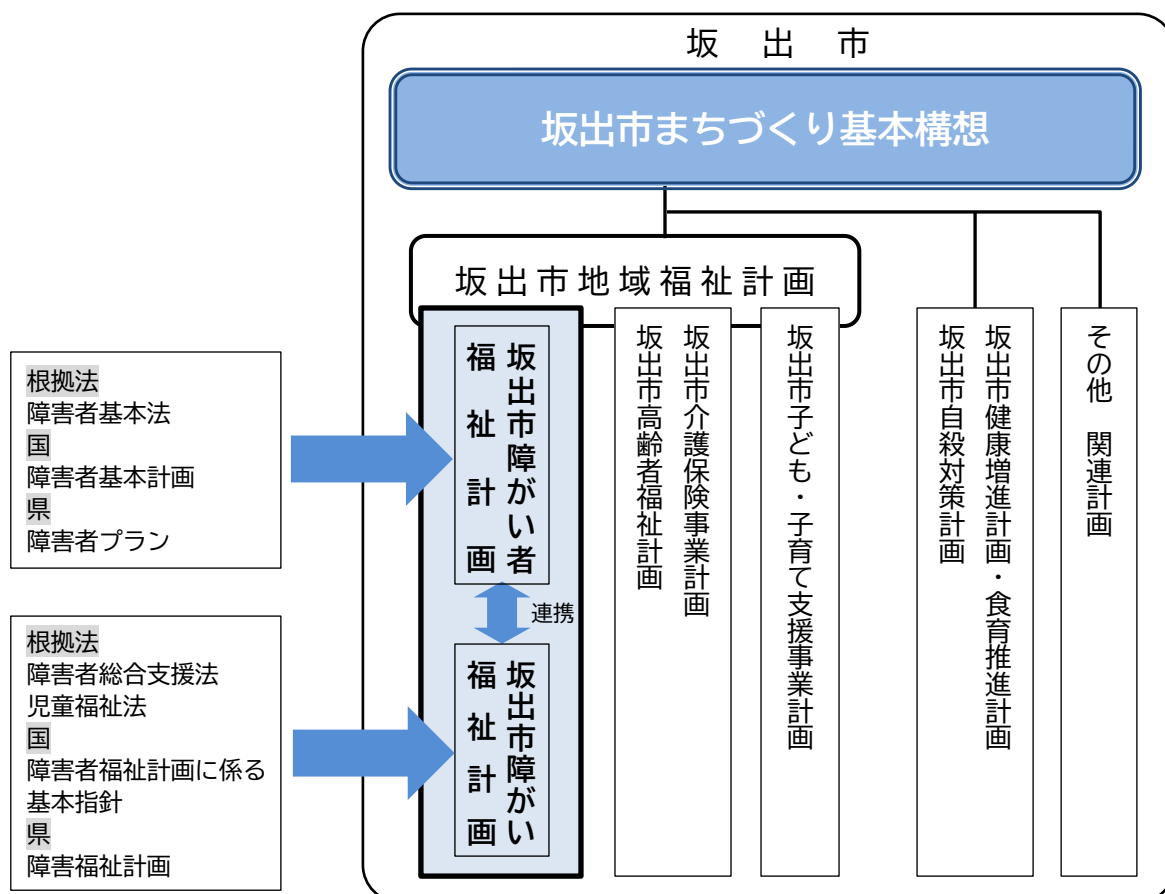 坂出市
坂出市まちづくり基本構想
坂出市地域福祉計画
根拠法
障害者基本法
国
障害者基本計画
県
障害者プラン
根拠法
障害者総合支援法
児童福祉法
国
障害者福祉計画に係る
基本指針
県
障害福祉計画
坂出市障がい者
福祉計画
連携
坂出市障がい
福祉計画
坂出市介護保険事業計画
坂出市高齢者福祉計画
坂出市子ども・子育て支援事業計画
坂出市健康増進計画・食育推進計画
坂出市自殺対策計画
その他 関連計画